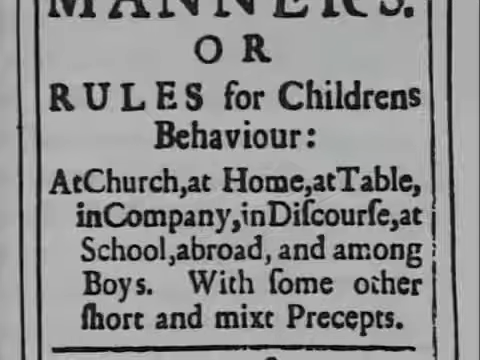 MANNERS.
OR
RULES for Childrens
Behaviour:
AtChurch,at Home,atTable,
inCompany,inDiſcourſe,at
School,abroad, and among
Boys. With ſome other
ſhort and mixt Precepts.